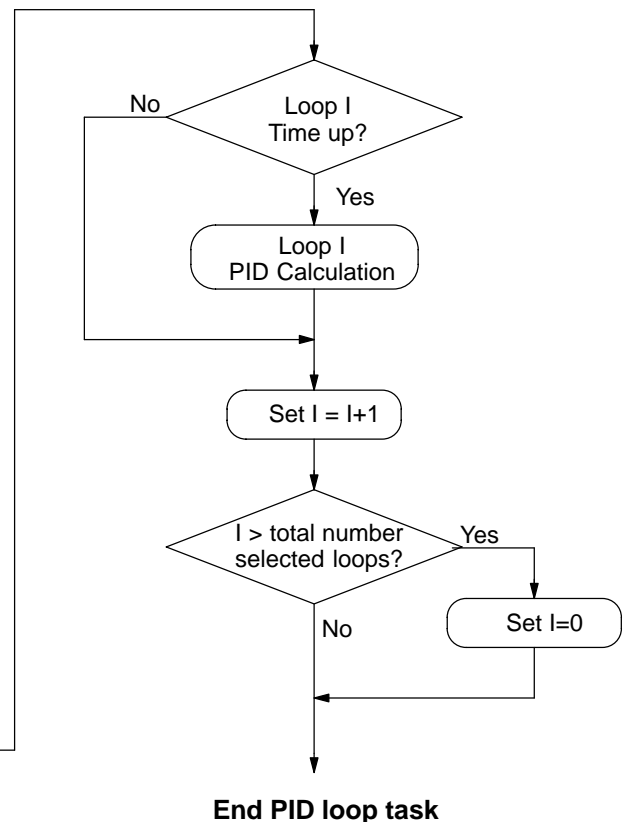 Loop I
Time up?
No
Yes
Loop I
PID Calculation
Set I = I+1
I > total number
selected loops?
Yes
No
Set I=0
End PID loop task